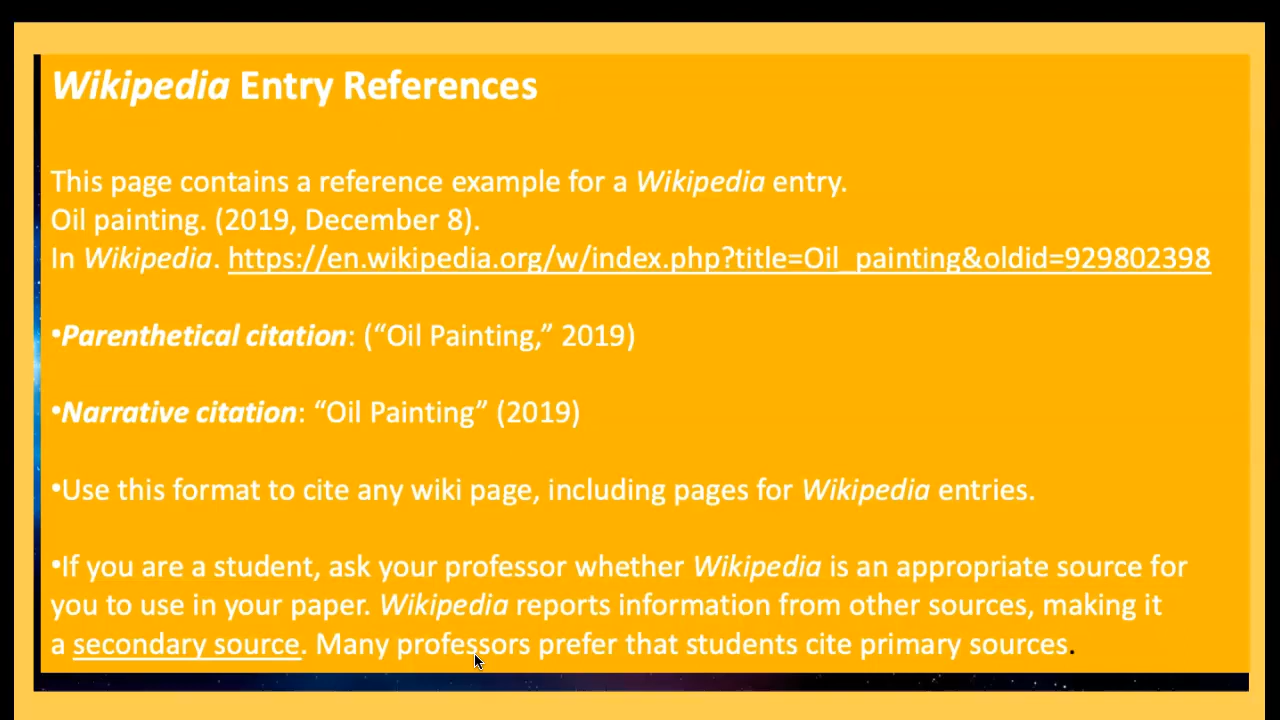 Wikipedia Entry References
This page contains a reference example for a Wikipedia entry.
Oil painting. (2019, December 8).
In Wikipedia. https://en.wikipedia.org/w/index.php?title=Oil_painting&oldid=929802398
•Parenthetical citation: (“Oil Painting,” 2019)
•Narrative citation: “Oil Painting” (2019)
•Use this format to cite any wiki page, including pages for Wikipedia entries.
•If you are a student, ask your professor whether Wikipedia is an appropriate source for
you to use in your paper. Wikipedia reports information from other sources, making it
a secondary source. Many professors prefer that students cite primary sources.